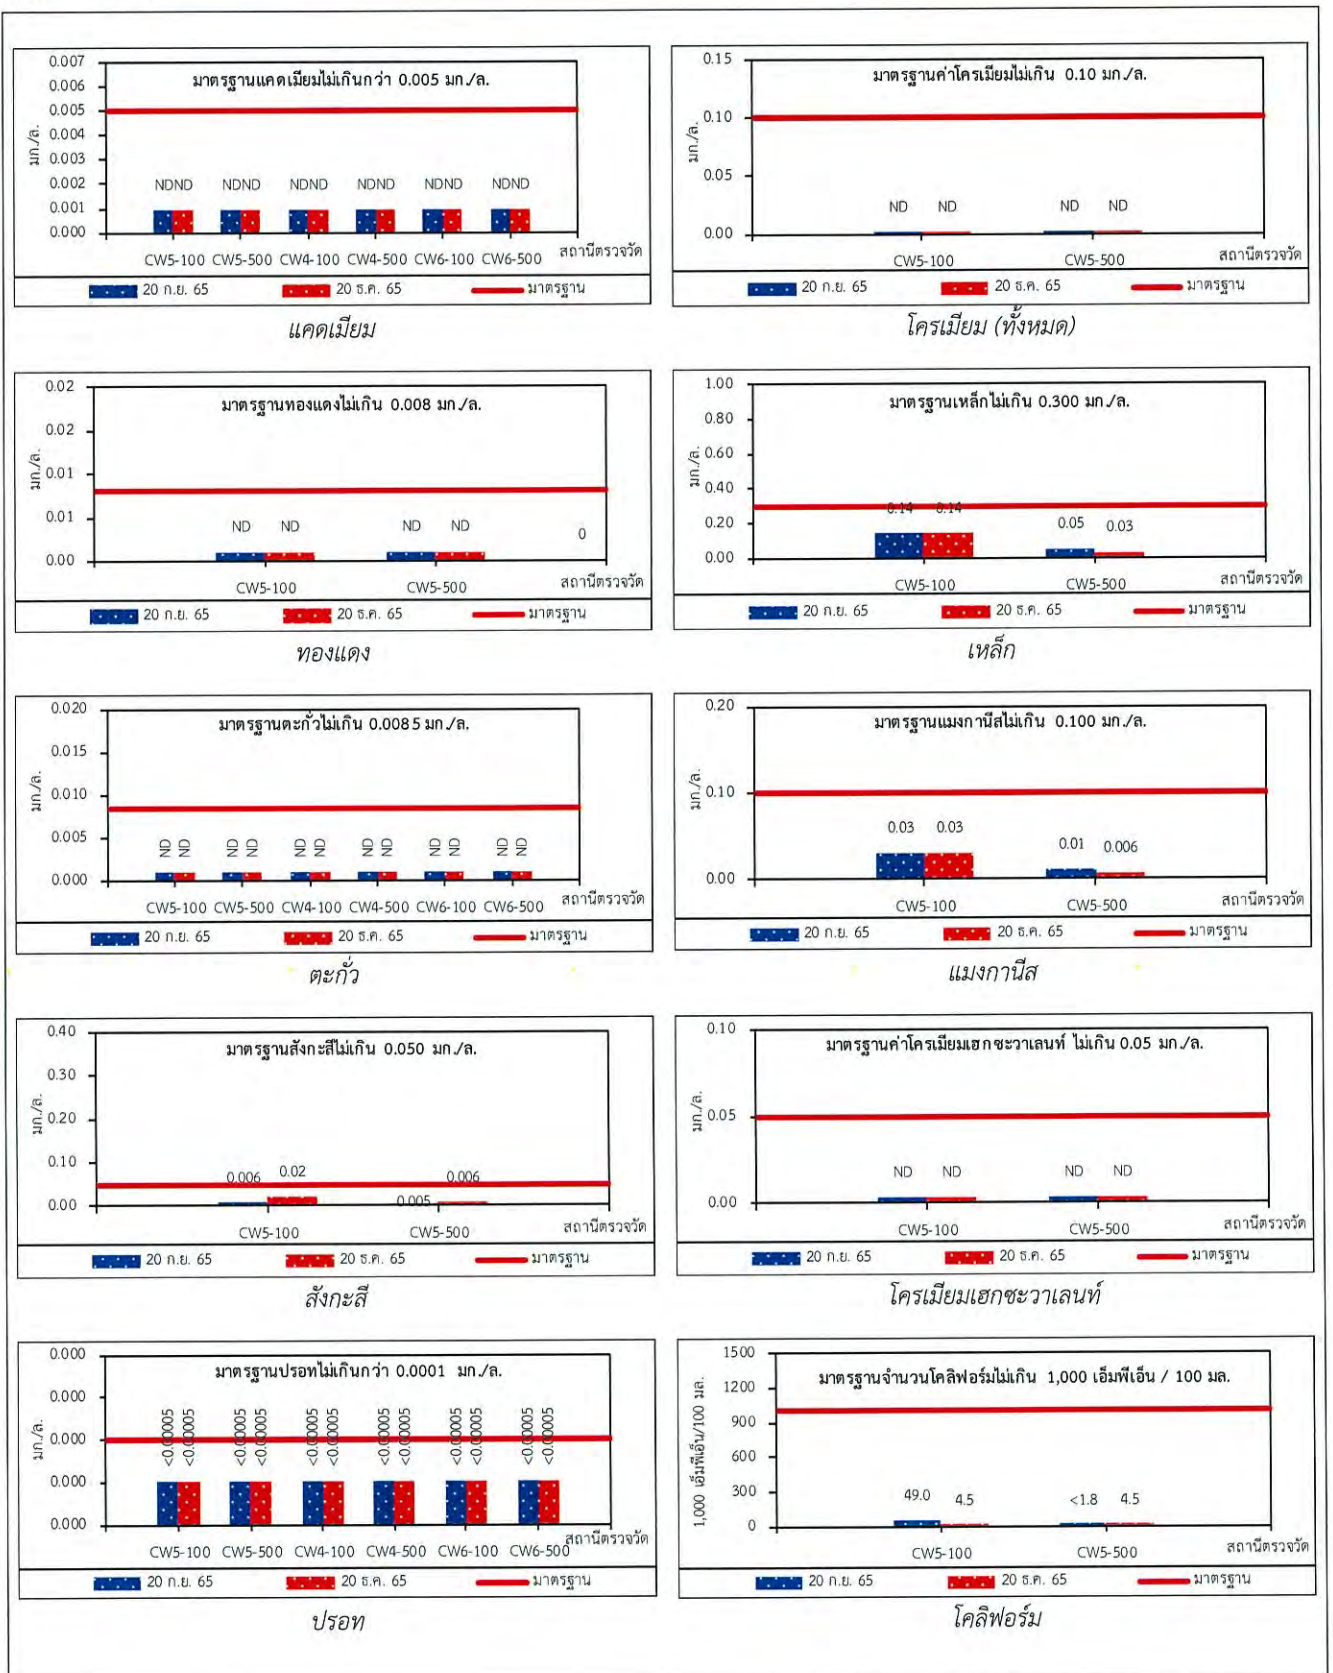 0.007
มาตรฐานแคดเมียมไม่เกินกว่า 0.005 มก./ล.
0.006
0.005
0.004
0.003
0.002
0.001
0.000
มก./ล.
NDND NDND NDND NDND NDND NDND
CW5-100 CW5-500 CW4-100 CW4-500 CW6-100 CW6-500 สถานีตรวจวัด
20 ก.ย. 65 20 ธ.ค. 65 มาตรฐาน
แคดเมียม
0.15
มาตรฐานค่าโครเมียมไม่เกิน 0.10 มก./ล.
0.10
0.05
0.00
มก./ล.
ND ND ND ND
CW5-100 CW5-500 สถานีตรวจวัด
20 ก.ย. 65 20 ธ.ค. 65 มาตรฐาน
โครเมียม (ทั้งหมด)
0.02
มาตรฐานทองแดงไม่เกิน 0.008 มก./ล.
0.02
0.01
0.01
0.00
มก./ล.
ND ND ND ND 0
CW5-100 CW5-500 สถานีตรวจวัด
20 ก.ย. 65 20 ธ.ค. 65 มาตรฐาน
ทองแดง
1.00
มาตรฐานเหล็กไม่เกิน 0.300 มก./ล.
0.80
0.60
0.40
0.20
0.00
มก./ล.
0.14 0.14 0.05 0.03
CW5-100 CW5-500 สถานีตรวจวัด
20 ก.ย. 65 20 ธ.ค. 65 มาตรฐาน
เหล็ก
0.020
มาตรฐานตะกั่วไม่เกิน 0.0085 มก./ล.
0.015
0.010
0.005
0.000
มก./ล.
ND ND ND ND ND ND ND ND ND ND ND ND
CW5-100 CW5-500 CW4-100 CW4-500 CW6-100 CW6-500 สถานีตรวจวัด
20 ก.ย. 65 20 ธ.ค. 65 มาตรฐาน
ตะกั่ว
0.20
มาตรฐานแมงกานีสไม่เกิน 0.100 มก./ล.
0.10
0.00
มก./ล.
0.03 0.03 0.01 0.006
CW5-100 CW5-500 สถานีตรวจวัด
20 ก.ย. 65 20 ธ.ค. 65 มาตรฐาน
แมงกานีส
0.40
มาตรฐานสังกะสีไม่เกิน 0.050 มก./ล.
0.30
0.20
0.10
0.00
มก./ล.
0.006 0.02 0.005 0.006
CW5-100 CW5-500 สถานีตรวจวัด
20 ก.ย. 65 20 ธ.ค. 65 มาตรฐาน
สังกะสี
0.10
มาตรฐานค่าโครเมียมเฮกซะวาเลนท์ ไม่เกิน 0.05 มก./ล.
0.05
0.00
มก./ล.
ND ND ND ND
CW5-100 CW5-500 สถานีตรวจวัด
20 ก.ย. 65 20 ธ.ค. 65 มาตรฐาน
โครเมียมเฮกซะวาเลนท์
0.000
มาตรฐานปรอทไม่เกินกว่า 0.0001 มก./ล.
0.000
0.000
0.000
0.000
มก./ล.
<0.00005 <0.00005 <0.00005 <0.00005 <0.00005 <0.00005 <0.00005 <0.00005 <0.00005 <0.00005 <0.00005 <0.00005
CW5-100 CW5-500 CW4-100 CW4-500 CW6-100 CW6-500 สถานีตรวจวัด
20 ก.ย. 65 20 ธ.ค. 65 มาตรฐาน
ปรอท
1500
มาตรฐานจำนวนโคลิฟอร์มไม่เกิน 1,000 เอ็มพีเอ็น / 100 มล.
1200
900
600
300
0
1,000 เอ็มพีเอ็น/100 มล.
49.0 4.5 <1.8 4.5
CW5-100 CW5-500 สถานีตรวจวัด
20 ก.ย. 65 20 ธ.ค. 65 มาตรฐาน
โคลิฟอร์ม